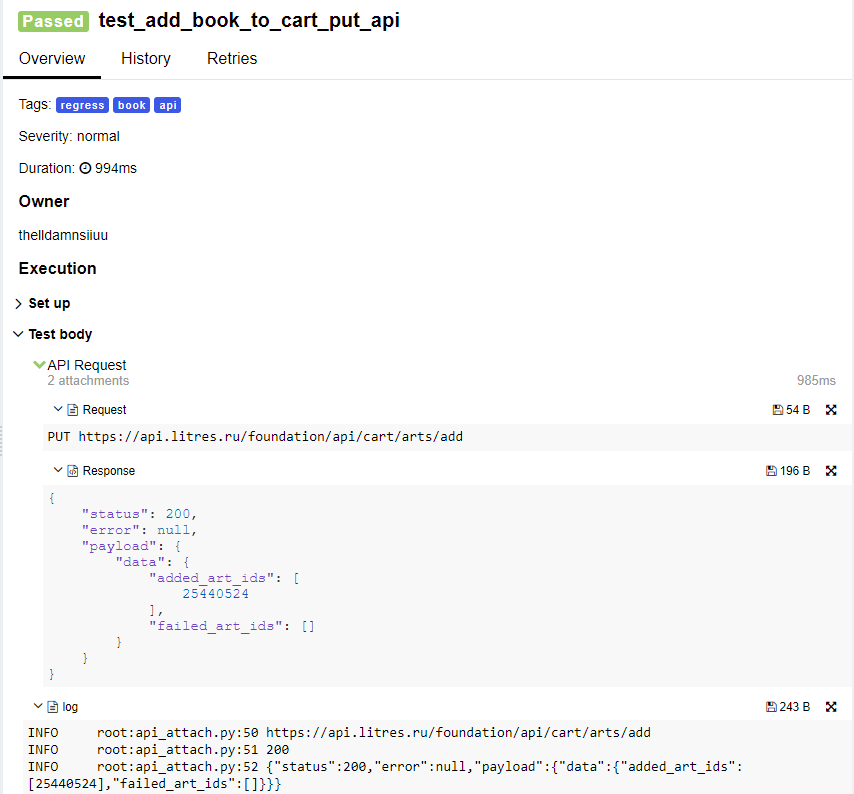 Passed test_add_book_to_cart_put_api
Overview History Retries
Tags: regress book api
Severity: normal
Duration: 994ms
Owner
thelldamnsiiuu
Execution
Set up
Test body
API Request
2 attachments 985ms
Request 54 B
PUT https://api.litres.ru/foundation/api/cart/arts/add
Response 196 B
{
    "status": 200,
    "error": null,
    "payload": {
        "data": {
            "added_art_ids": [
                25440524
            ],
            "failed_art_ids": []
        }
    }
}
log 243 B
INFO     root:api_attach.py:50 https://api.litres.ru/foundation/api/cart/arts/add
INFO     root:api_attach.py:51 200
INFO     root:api_attach.py:52 {"status":200,"error":null,"payload":{"data":{"added_art_ids":
[25440524],"failed_art_ids":[]}}}